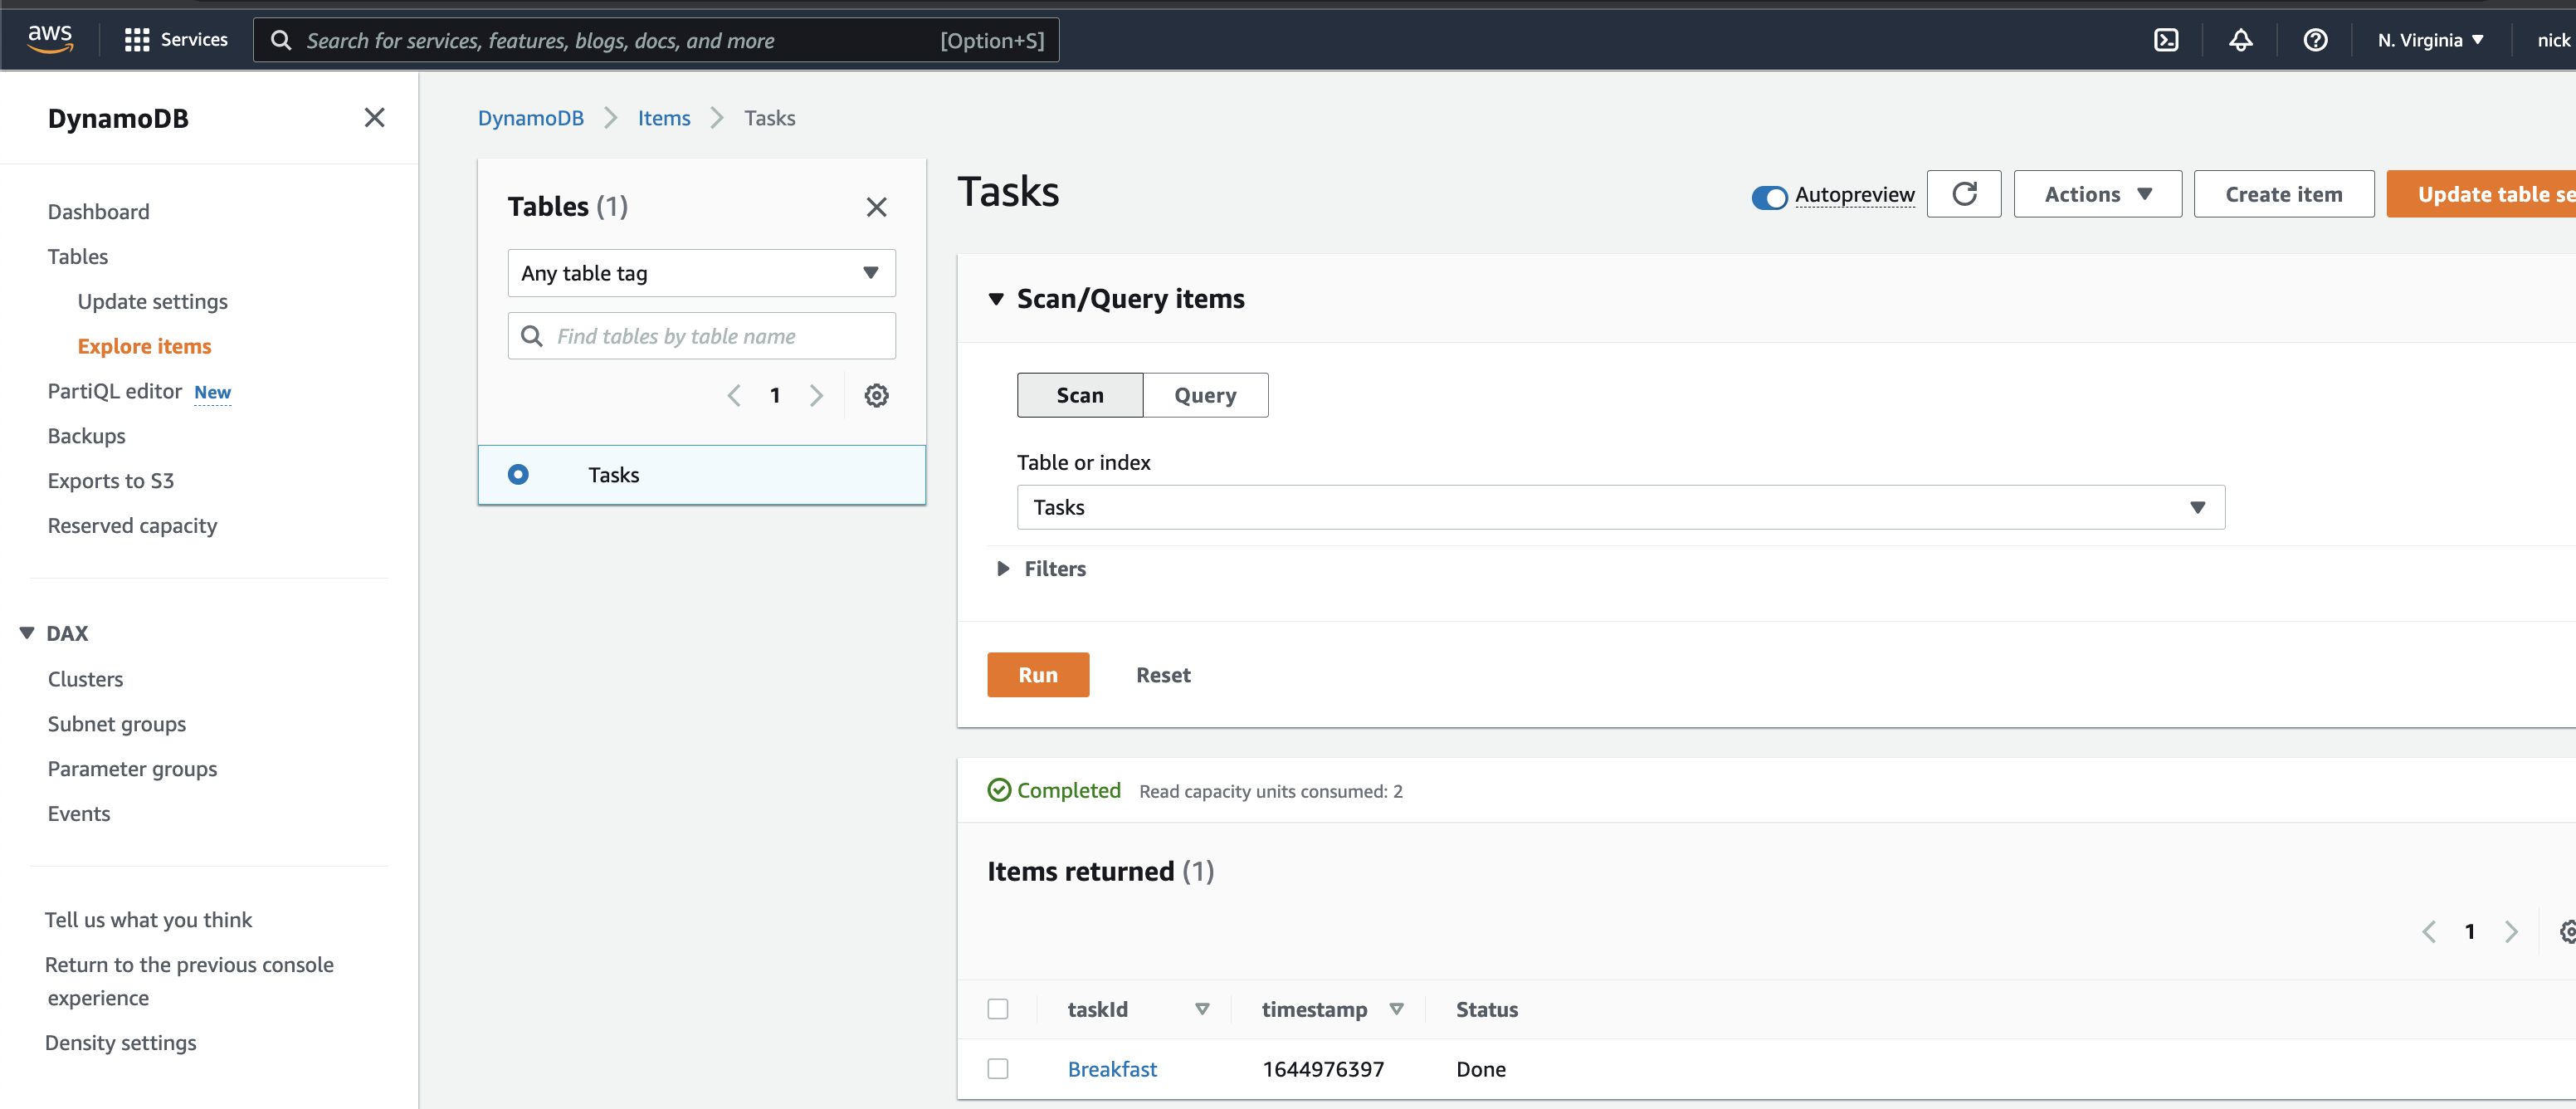 aws
Services
Search for services, features, blogs, docs, and more [Option+S]
N. Virginia
nick
DynamoDB
Dashboard
Tables
Update settings
Explore items
PartiQL editor New
Backups
Exports to S3
Reserved capacity
DAX
Clusters
Subnet groups
Parameter groups
Events
Tell us what you think
Return to the previous console
experience
Density settings
DynamoDB Items Tasks
Tables (1)
Any table tag
Find tables by table name
1
Tasks
Tasks
Autopreview
Actions
Create item
Update table se
Scan/Query items
Scan Query
Table or index
Tasks
Filters
Run Reset
Completed Read capacity units consumed: 2
Items returned (1)
1
taskId timestamp Status
Breakfast 1644976397 Done